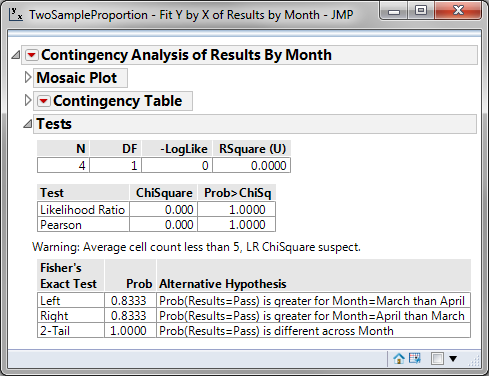 TwoSampleProportion - Fit Y by X of Results by Month - JMP
Contingency Analysis of Results By Month
Mosaic Plot
Contingency Table
Tests
N DF -LogLike RSquare (U)
4 1 0 0.0000
Test ChiSquare Prob>ChiSq
Likelihood Ratio 0.000 1.0000
Pearson 0.000 1.0000
Warning: Average cell count less than 5, LR ChiSquare suspect.
Fisher's
Exact Test Prob Alternative Hypothesis
Left 0.8333 Prob(Results=Pass) is greater for Month=March than April
Right 0.8333 Prob(Results=Pass) is greater for Month=April than March
2-Tail 1.0000 Prob(Results=Pass) is different across Month